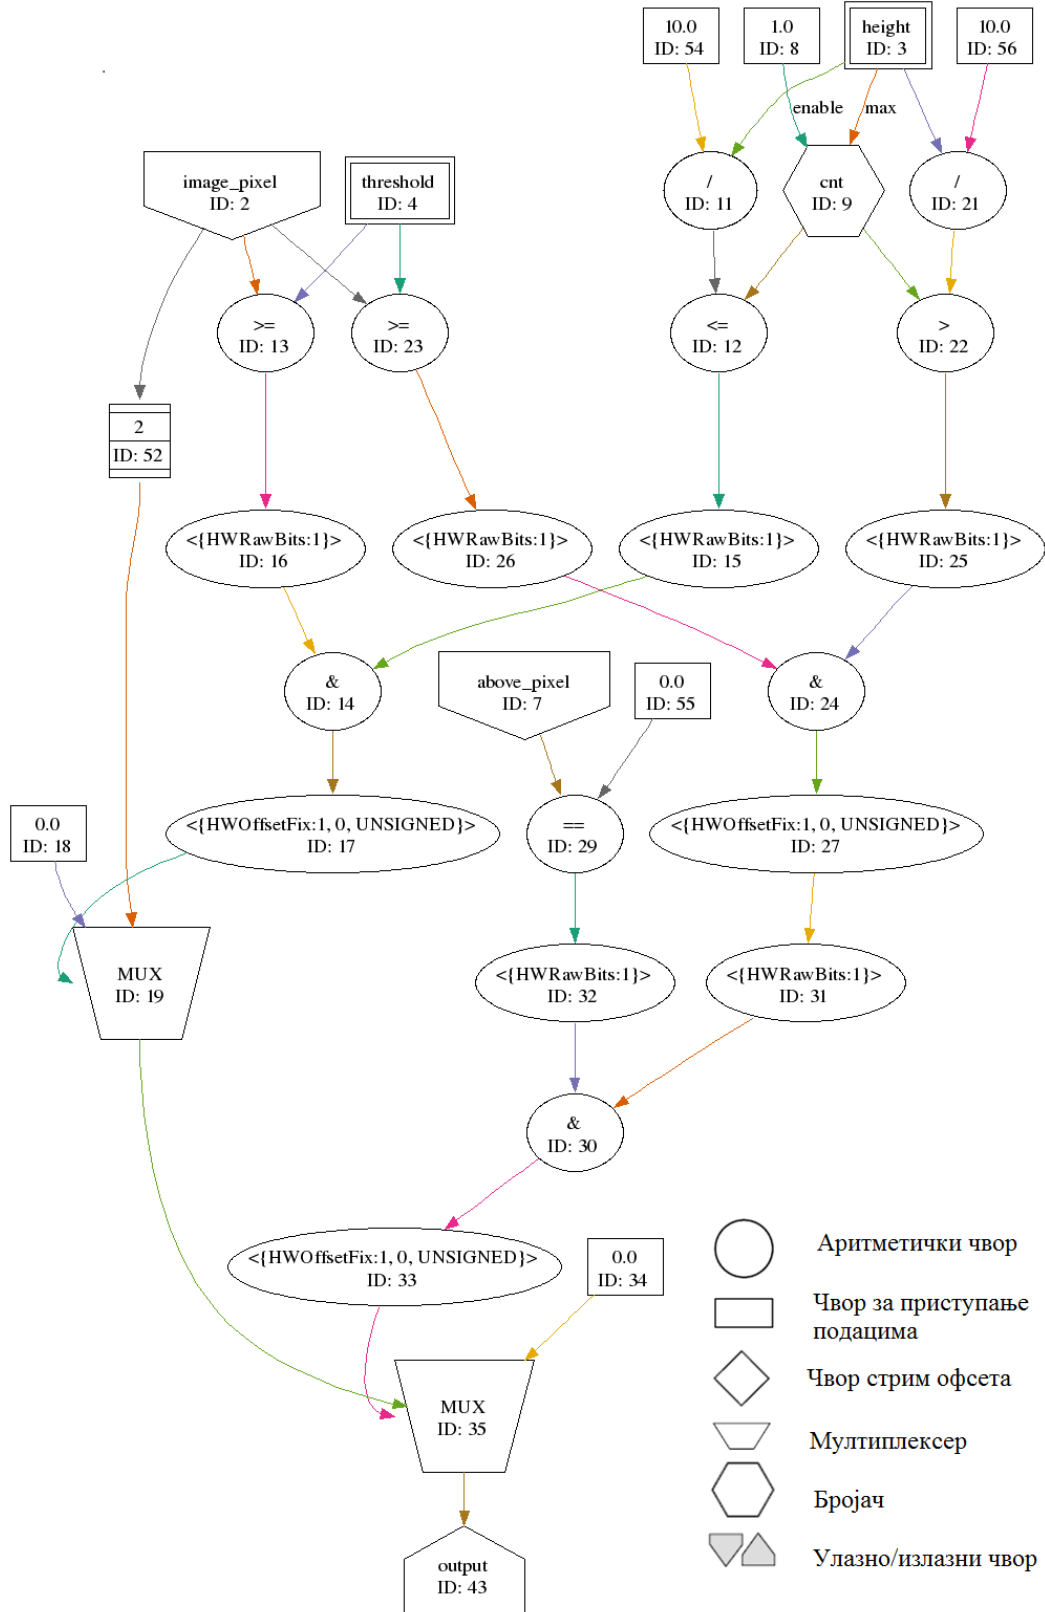 10.0
ID: 54
1.0
ID: 8
height
ID: 3
10.0
ID: 56
enable
max
image_pixel
ID: 2
threshold
ID: 4
/
ID: 11
cnt
ID: 9
/
ID: 21
>=
ID: 13
>=
ID: 23
<=
ID: 12
>
ID: 22
2
ID: 52
<{HWRawBits:1}>
ID: 16
<{HWRawBits:1}>
ID: 26
<{HWRawBits:1}>
ID: 15
<{HWRawBits:1}>
ID: 25
&
ID: 14
above_pixel
ID: 7
0.0
ID: 55
&
ID: 24
0.0
ID: 18
<{HWOffsetFix:1, 0, UNSIGNED}>
ID: 17
==
ID: 29
<{HWOffsetFix:1, 0, UNSIGNED}>
ID: 27
MUX
ID: 19
<{HWRawBits:1}>
ID: 32
<{HWRawBits:1}>
ID: 31
&
ID: 30
<{HWOffsetFix:1, 0, UNSIGNED}>
ID: 33
0.0
ID: 34
MUX
ID: 35
output
ID: 43
Аритметички чвор
Чвор за приступање
подацима
Чвор стрим офсета
Мултиплексер
Бројач
Улазно/излазни чвор